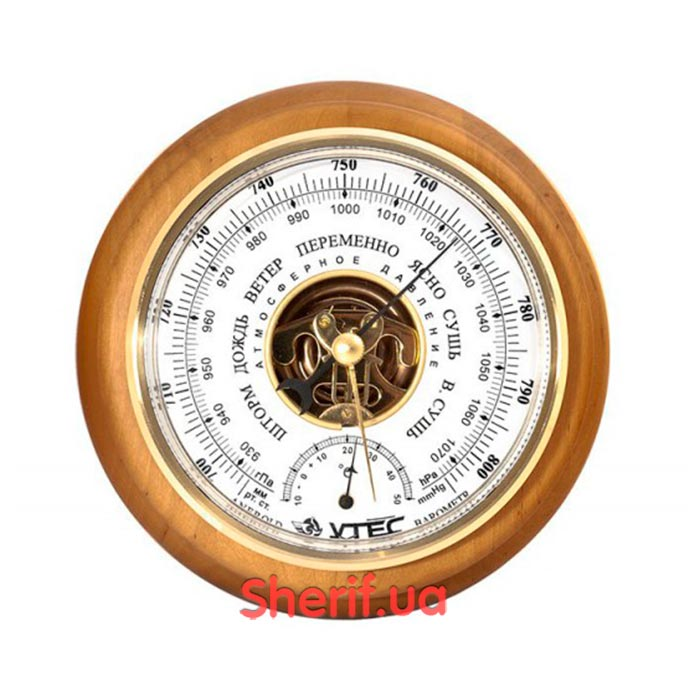 700 710 720 730 740 750 760 770 780 790 800
930 940 950 960 970 980 990 1000 1010 1020 1030 1040 1050 1060 1070
ШТОРМ ДОЖДЬ ВЕТЕР ПЕРЕМЕННО ЯСНО СУШЬ В.СУШЬ
АТМОСФЕРНОЕ ДАВЛЕНИЕ
гПа
мм
рт. ст.
hPa
mmHg
10 - 0 + 10 20 30 40 50
°C
УТЕС
BAROMETR
Sherif.ua